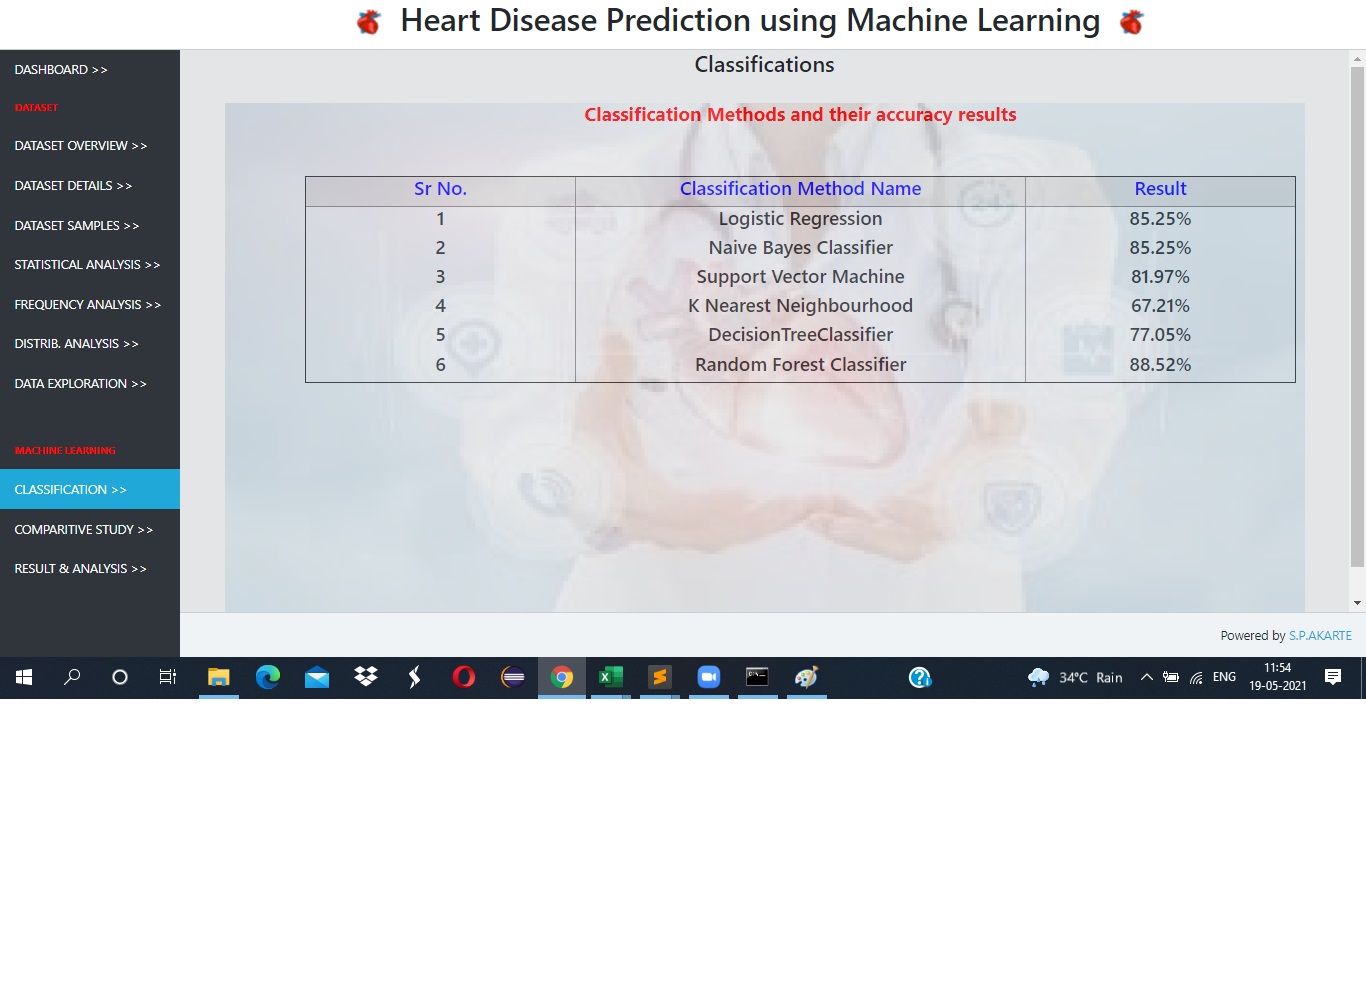 Heart Disease Prediction using Machine Learning
DASHBOARD >>
DATASET
DATASET OVERVIEW >>
DATASET DETAILS >>
DATASET SAMPLES >>
STATISTICAL ANALYSIS >>
FREQUENCY ANALYSIS >>
DISTRIB. ANALYSIS >>
DATA EXPLORATION >>
MACHINE LEARNING
CLASSIFICATION >>
COMPARITIVE STUDY >>
RESULT & ANALYSIS >>
Classifications
Classification Methods and their accuracy results
Sr No. Classification Method Name Result
1 Logistic Regression 85.25%
2 Naive Bayes Classifier 85.25%
3 Support Vector Machine 81.97%
4 K Nearest Neighbourhood 67.21%
5 DecisionTreeClassifier 77.05%
6 Random Forest Classifier 88.52%
Powered by S.P.AKARTE
34°C Rain
ENG
11:54
19-05-2021